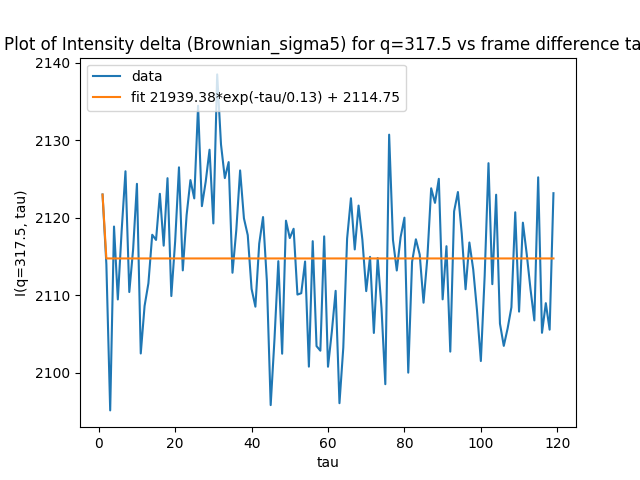 Plot of Intensity delta (Brownian_sigma5) for q=317.5 vs frame difference ta
2140
2130
2120
2110
2100
I(q=317.5, tau)
data
fit 21939.38*exp(-tau/0.13) + 2114.75
0 20 40 60 80 100 120
tau